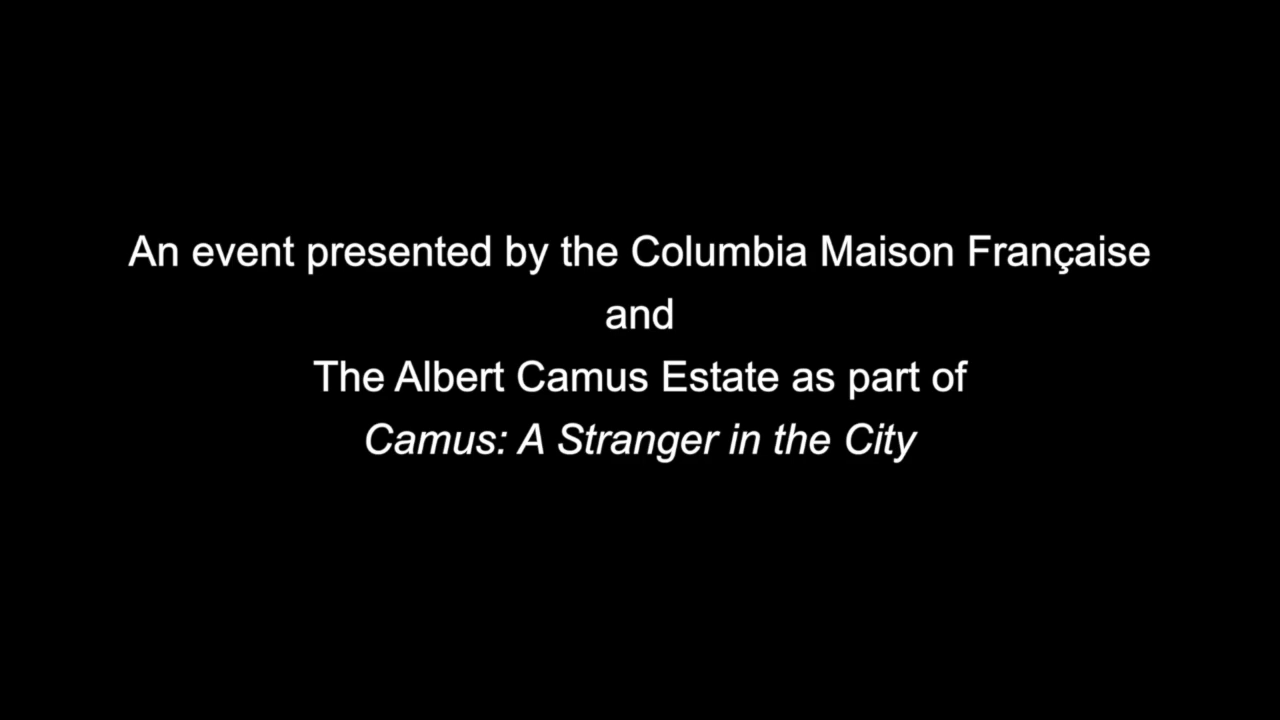 An event presented by the Columbia Maison Française
and
The Albert Camus Estate as part of
Camus: A Stranger in the City